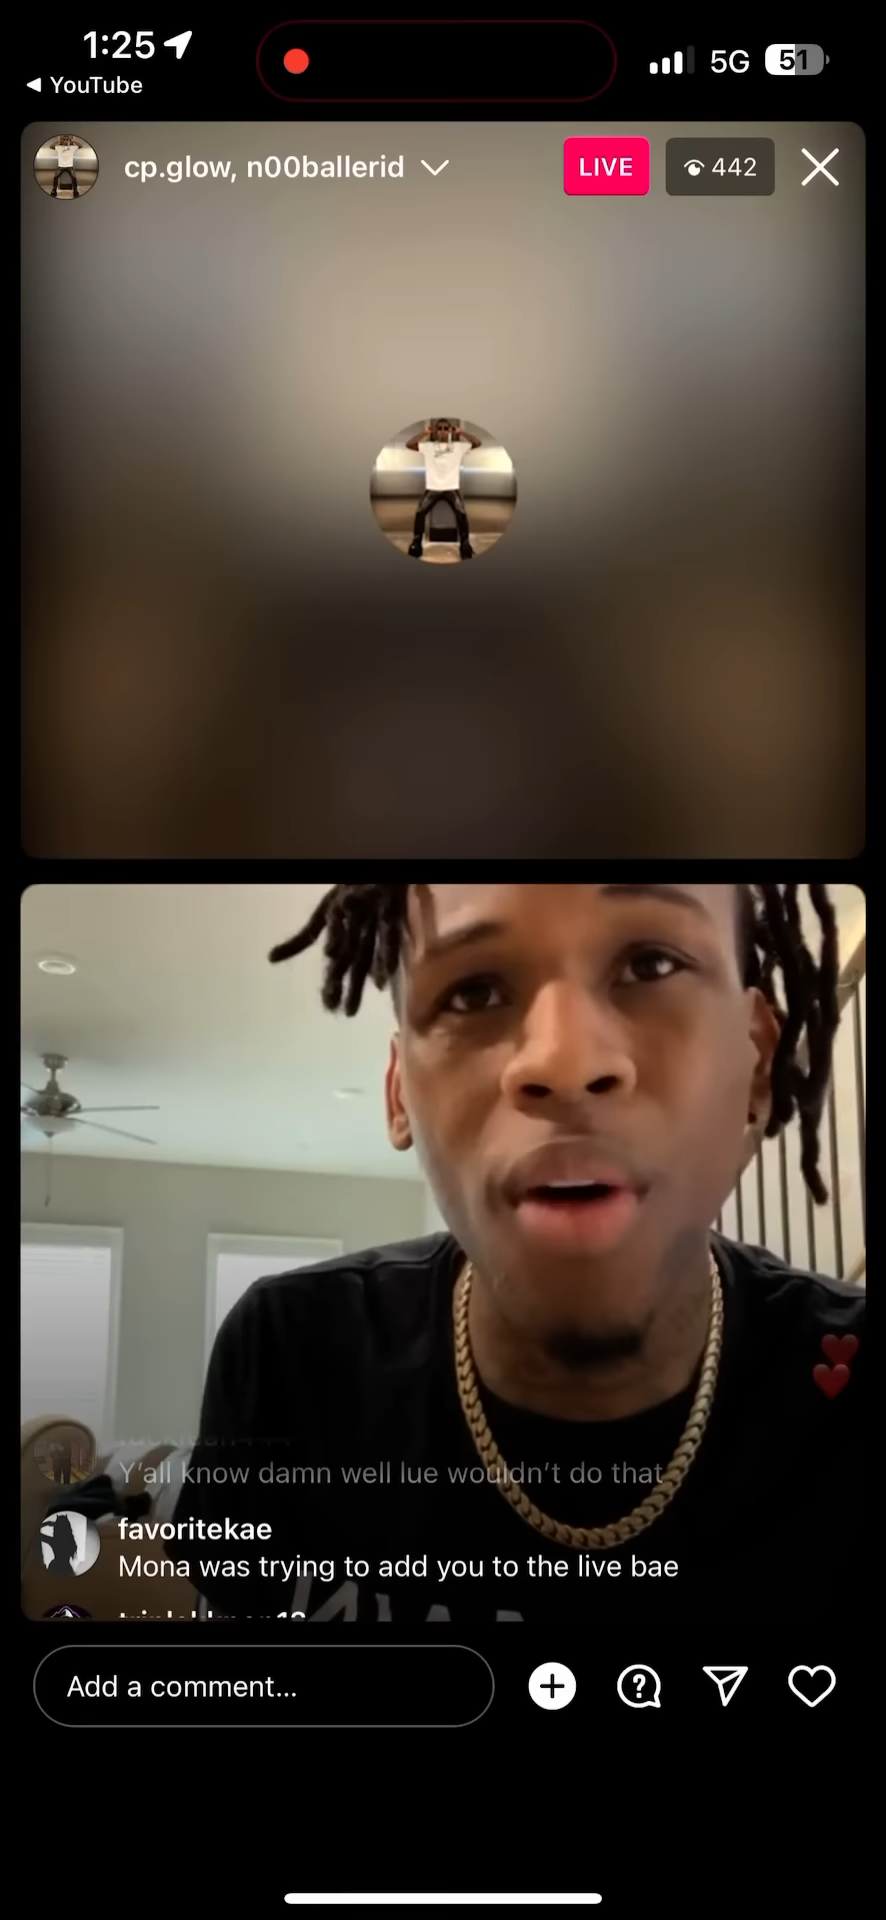 1:25
5G
51
YouTube
cp.glow, n00ballerid
LIVE
442
Y'all know damn well lue wouldn't do that
favoritekae
Mona was trying to add you to the live bae
Add a comment...